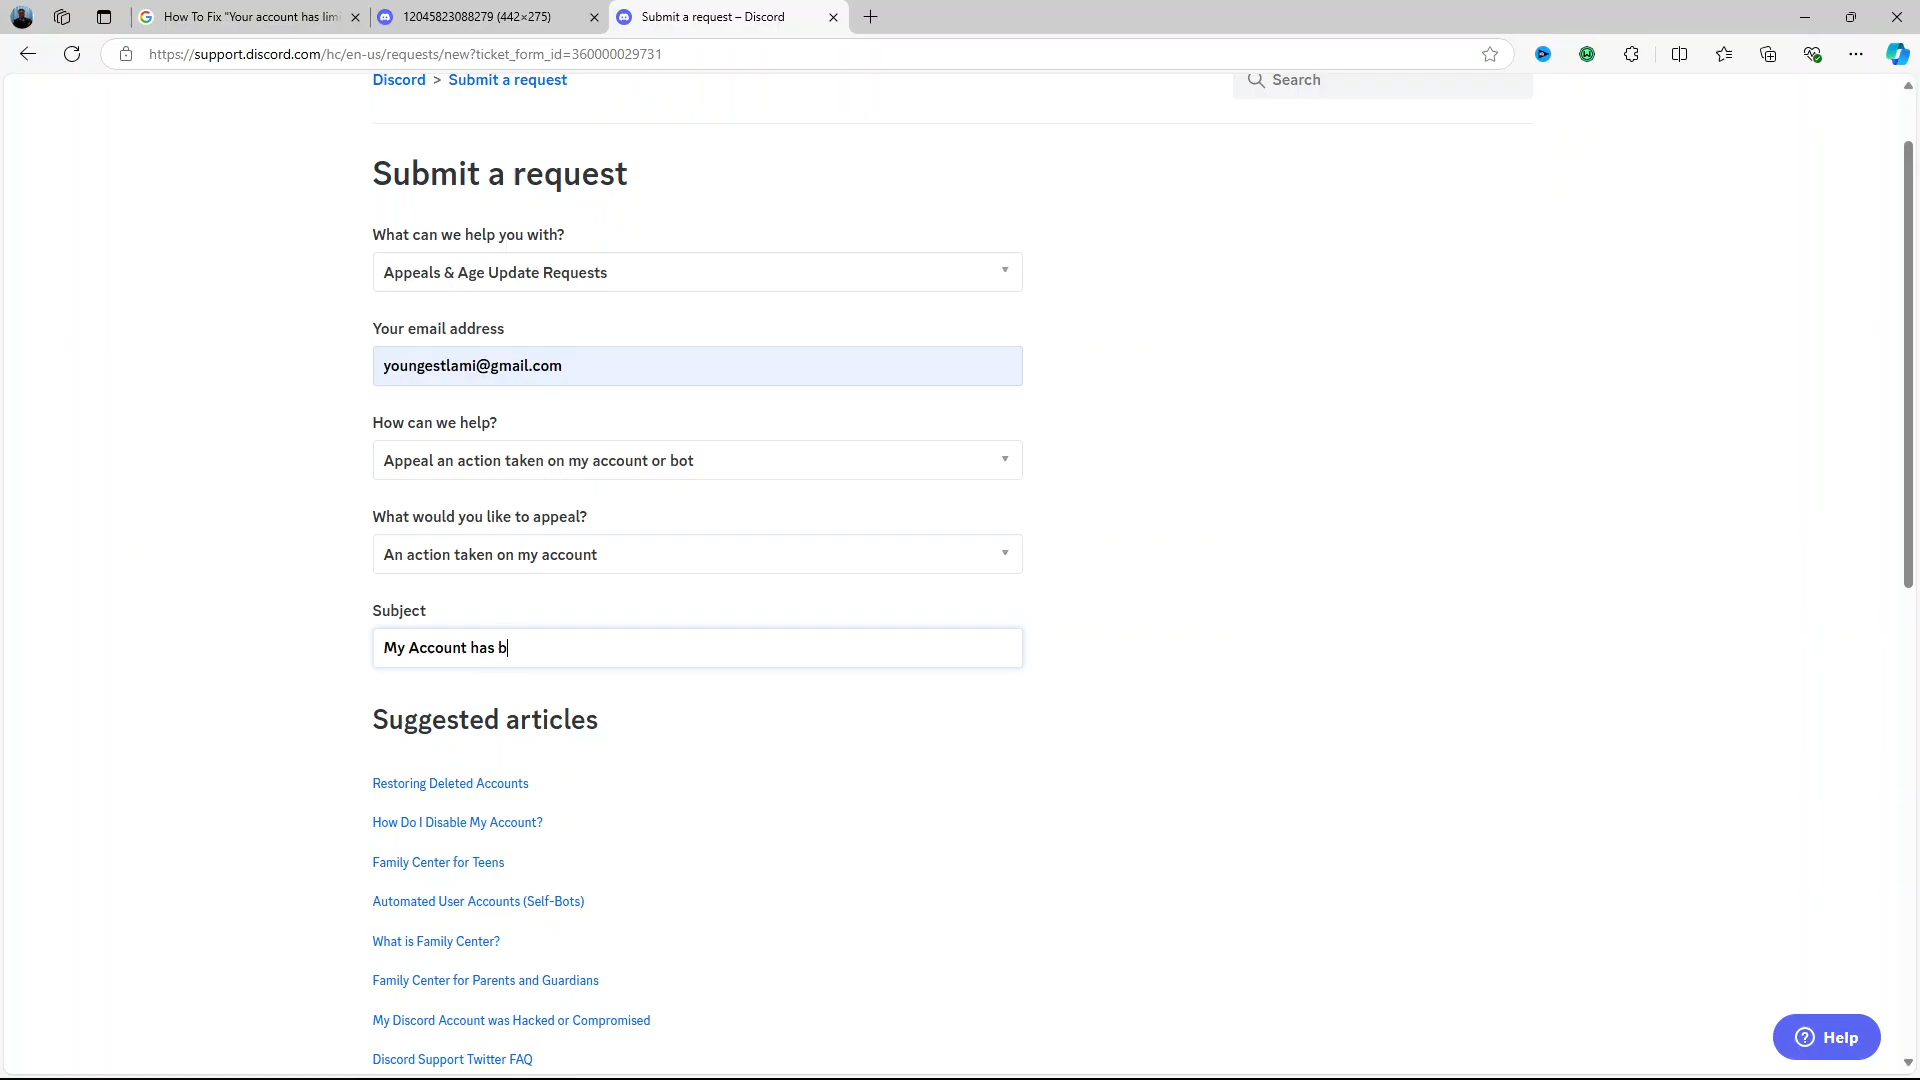 How To Fix "Your account has limi
12045823088279 (442×275)
Submit a request – Discord
https://support.discord.com/hc/en-us/requests/new?ticket_form_id=360000029731
Discord > Submit a request
Search
Submit a request
What can we help you with?
Appeals & Age Update Requests
Your email address
youngestlami@gmail.com
How can we help?
Appeal an action taken on my account or bot
What would you like to appeal?
An action taken on my account
Subject
My Account has b
Suggested articles
Restoring Deleted Accounts
How Do I Disable My Account?
Family Center for Teens
Automated User Accounts (Self-Bots)
What is Family Center?
Family Center for Parents and Guardians
My Discord Account was Hacked or Compromised
Discord Support Twitter FAQ
Help